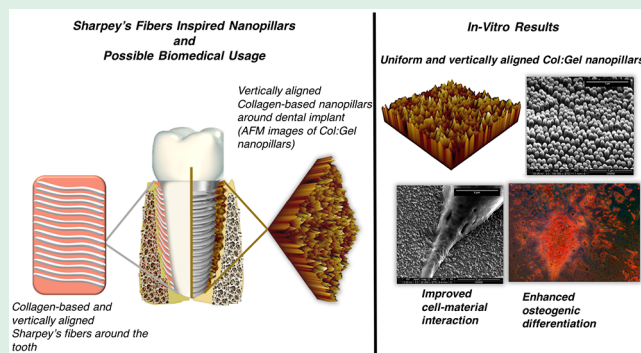 Sharpey's Fibers Inspired Nanopillars
and
Possible Biomedical Usage
Vertically aligned
Collagen-based nanopillars
around dental implant
(AFM images of Col:Gel
nanopillars)
Collagen-based and
vertically aligned
Sharpey's fibers around the
tooth
In-Vitro Results
Uniform and vertically aligned Col:Gel nanopillars
Improved
cell-material
interaction
Enhanced
osteogenic
differentiation